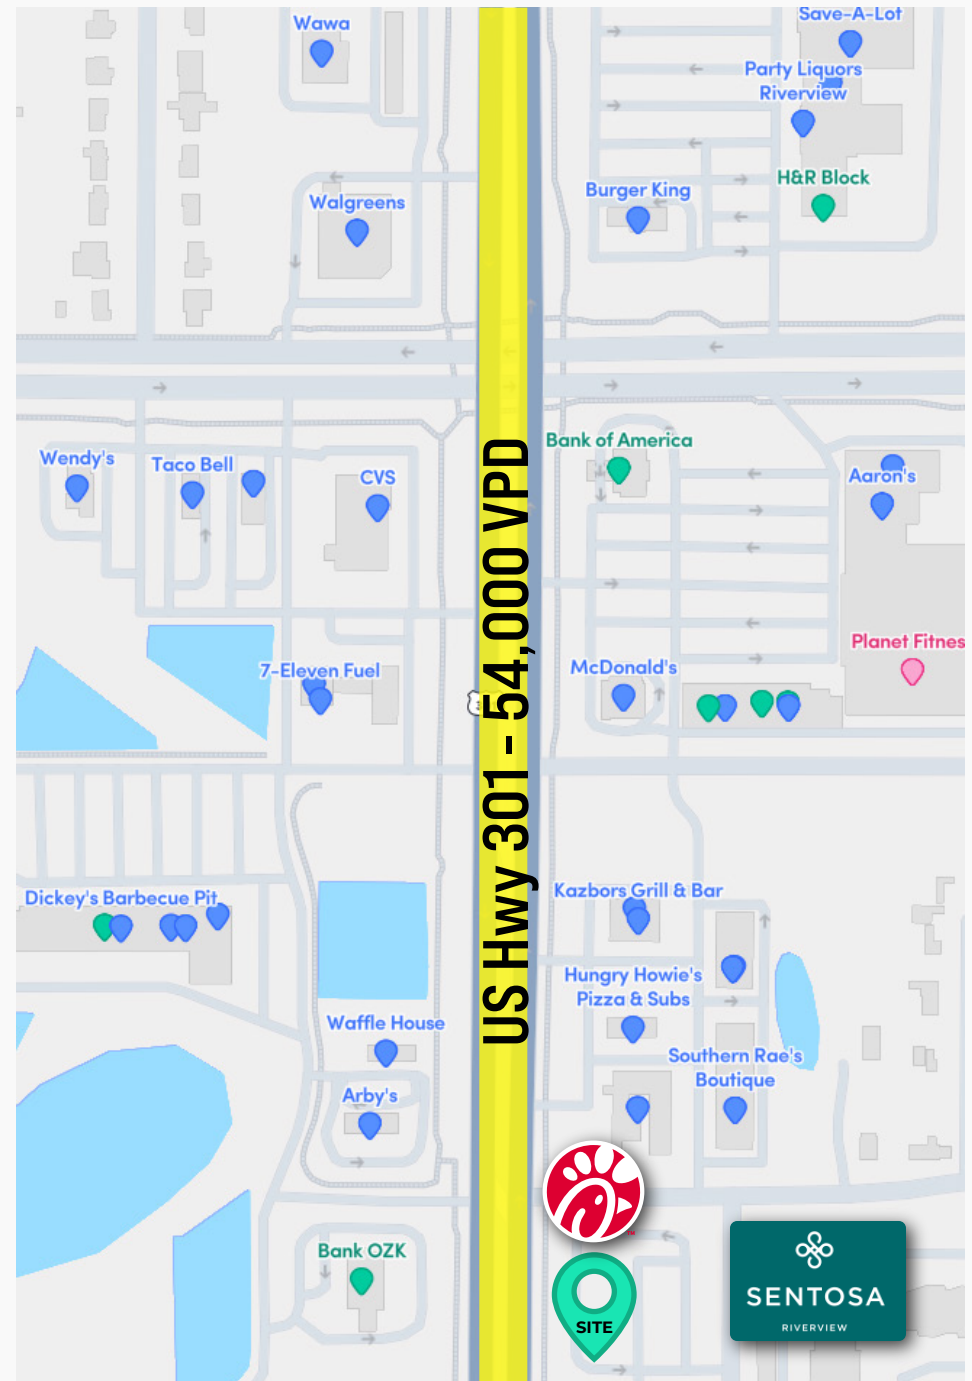 Wawa
Save-A-Lot
Party Liquors
Riverview
H&R Block
Burger King
Walgreens
Bank of America
Wendy's
Taco Bell
CVS
Aaron's
US Hwy 301 - 54,000 VPD
Planet Fitnes
McDonald's
7-Eleven Fuel
Kazbors Grill & Bar
Dickey's Barbecue Pit
Hungry Howie's
Pizza & Subs
Waffle House
Southern Rae's
Boutique
Arby's
Bank OZK
SENTOSA
RIVERVIEW
SITE